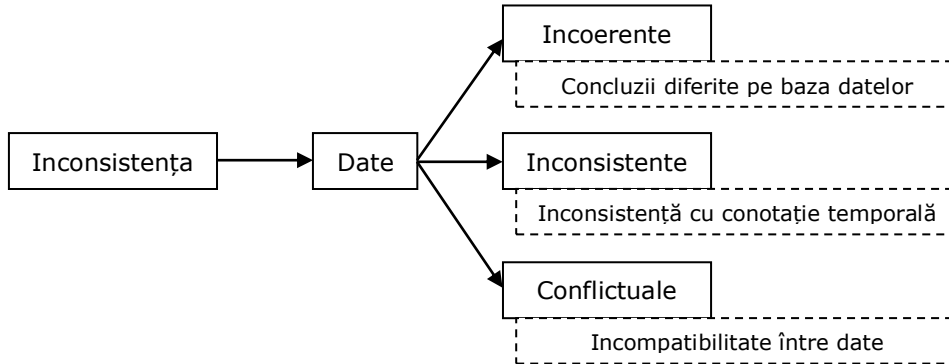 Incoerente
Concluzii diferite pe baza datelor
Inconsistența
Date
Inconsistente
Inconsistență cu conotație temporală
Conflictuale
Incompatibilitate între date